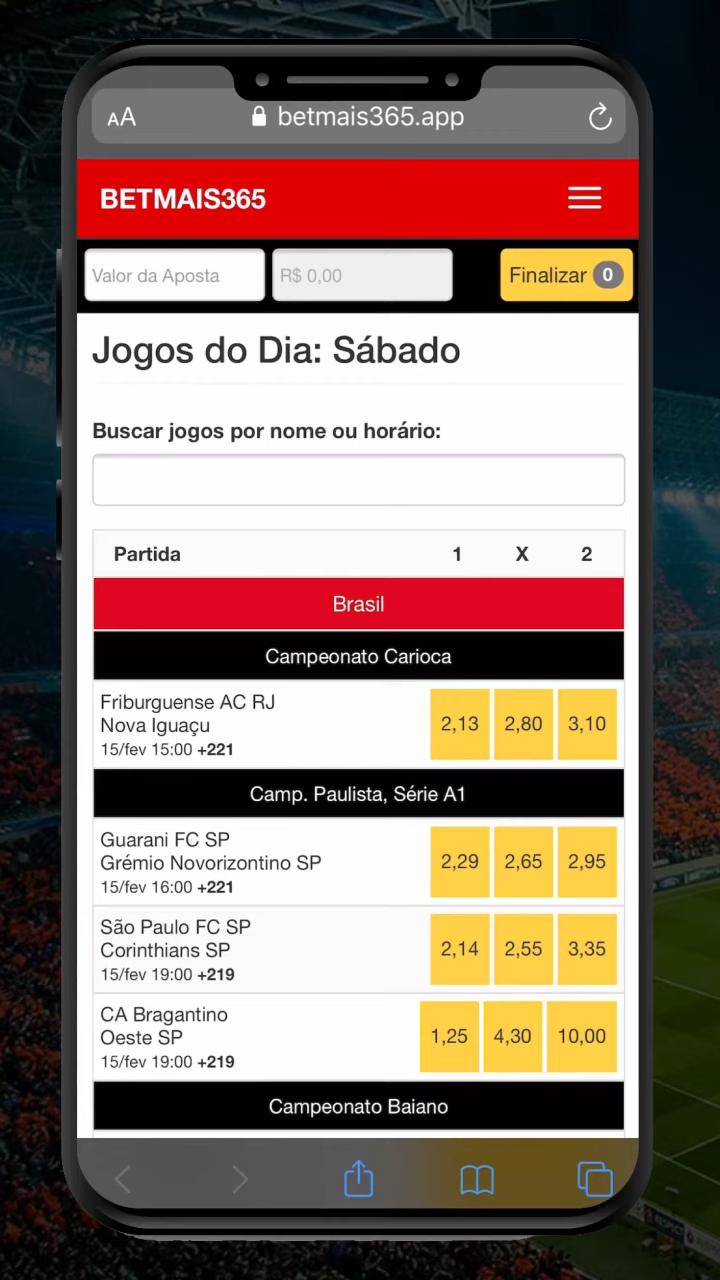 AA betmais365.app
BETMAIS365
Valor da Aposta R$ 0,00 Finalizar 0
Jogos do Dia: Sábado
Buscar jogos por nome ou horário:
Partida 1 X 2
Brasil
Campeonato Carioca
Friburguense AC RJ
Nova Iguaçu
15/fev 15:00 +221
2,13 2,80 3,10
Camp. Paulista, Série A1
Guarani FC SP
Grémio Novorizontino SP
15/fev 16:00 +221
2,29 2,65 2,95
São Paulo FC SP
Corinthians SP
15/fev 19:00 +219
2,14 2,55 3,35
CA Bragantino
Oeste SP
15/fev 19:00 +219
1,25 4,30 10,00
Campeonato Baiano
RESPECT